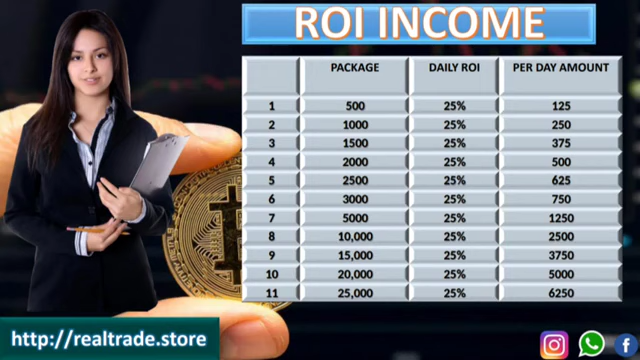 ROI INCOME
PACKAGE DAILY ROI PER DAY AMOUNT
1 500 25% 125
2 1000 25% 250
3 1500 25% 375
4 2000 25% 500
5 2500 25% 625
6 3000 25% 750
7 5000 25% 1250
8 10,000 25% 2500
9 15,000 25% 3750
10 20,000 25% 5000
11 25,000 25% 6250
http://realtrade.store